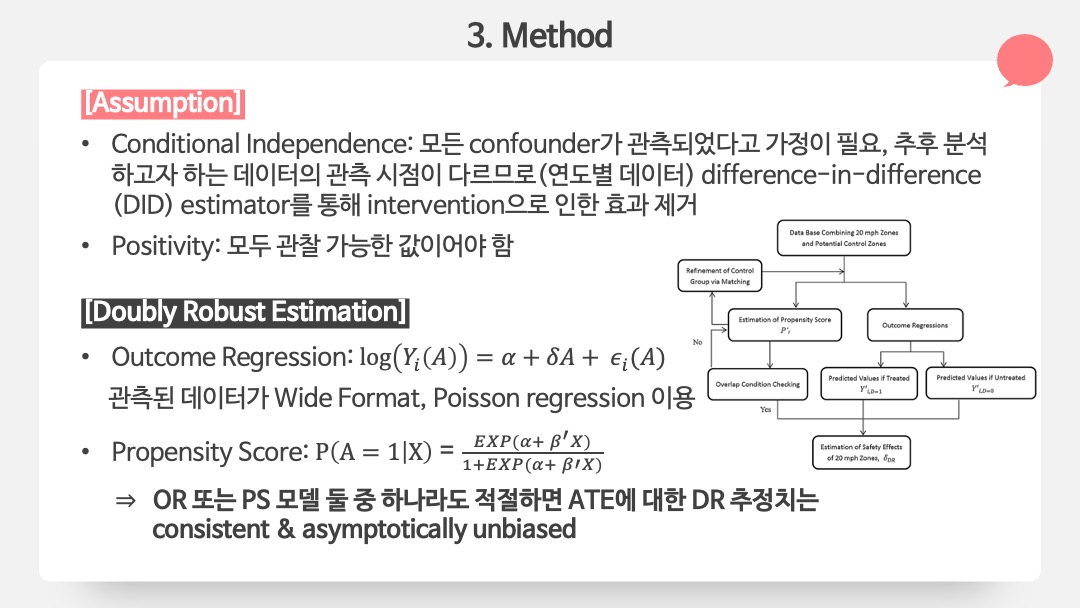 3. Method
[Assumption]
• Conditional Independence: 모든 confounder가 관측되었다고 가정이 필요, 추후 분석
하고자 하는 데이터의 관측 시점이 다르므로(연도별 데이터) difference-in-difference
(DID) estimator를 통해 intervention으로 인한 효과 제거
• Positivity: 모두 관찰 가능한 값이어야 함
[Doubly Robust Estimation]
• Outcome Regression: log(Y_i(A)) = α + δA + ϵ_i(A)
관측된 데이터가 Wide Format, Poisson regression 이용
• Propensity Score: P(A = 1|X) = EXP(α+ β′X) / 1+EXP(α+ β′X)
⇒ OR 또는 PS 모델 둘 중 하나라도 적절하면 ATE에 대한 DR 추정치는
consistent & asymptotically unbiased
Data Base Combining 20 mph Zones
and Potential Control Zones
Refinement of Control
Group via Matching
Estimation of Propensity Score
P'_i
Outcome Regressions
No
Overlap Condition Checking
Predicted Values if Treated
Y'_i,D=1
Predicted Values if Untreated
Y'_i,D=0
Yes
Estimation of Safety Effects
of 20 mph Zones, δ_DR